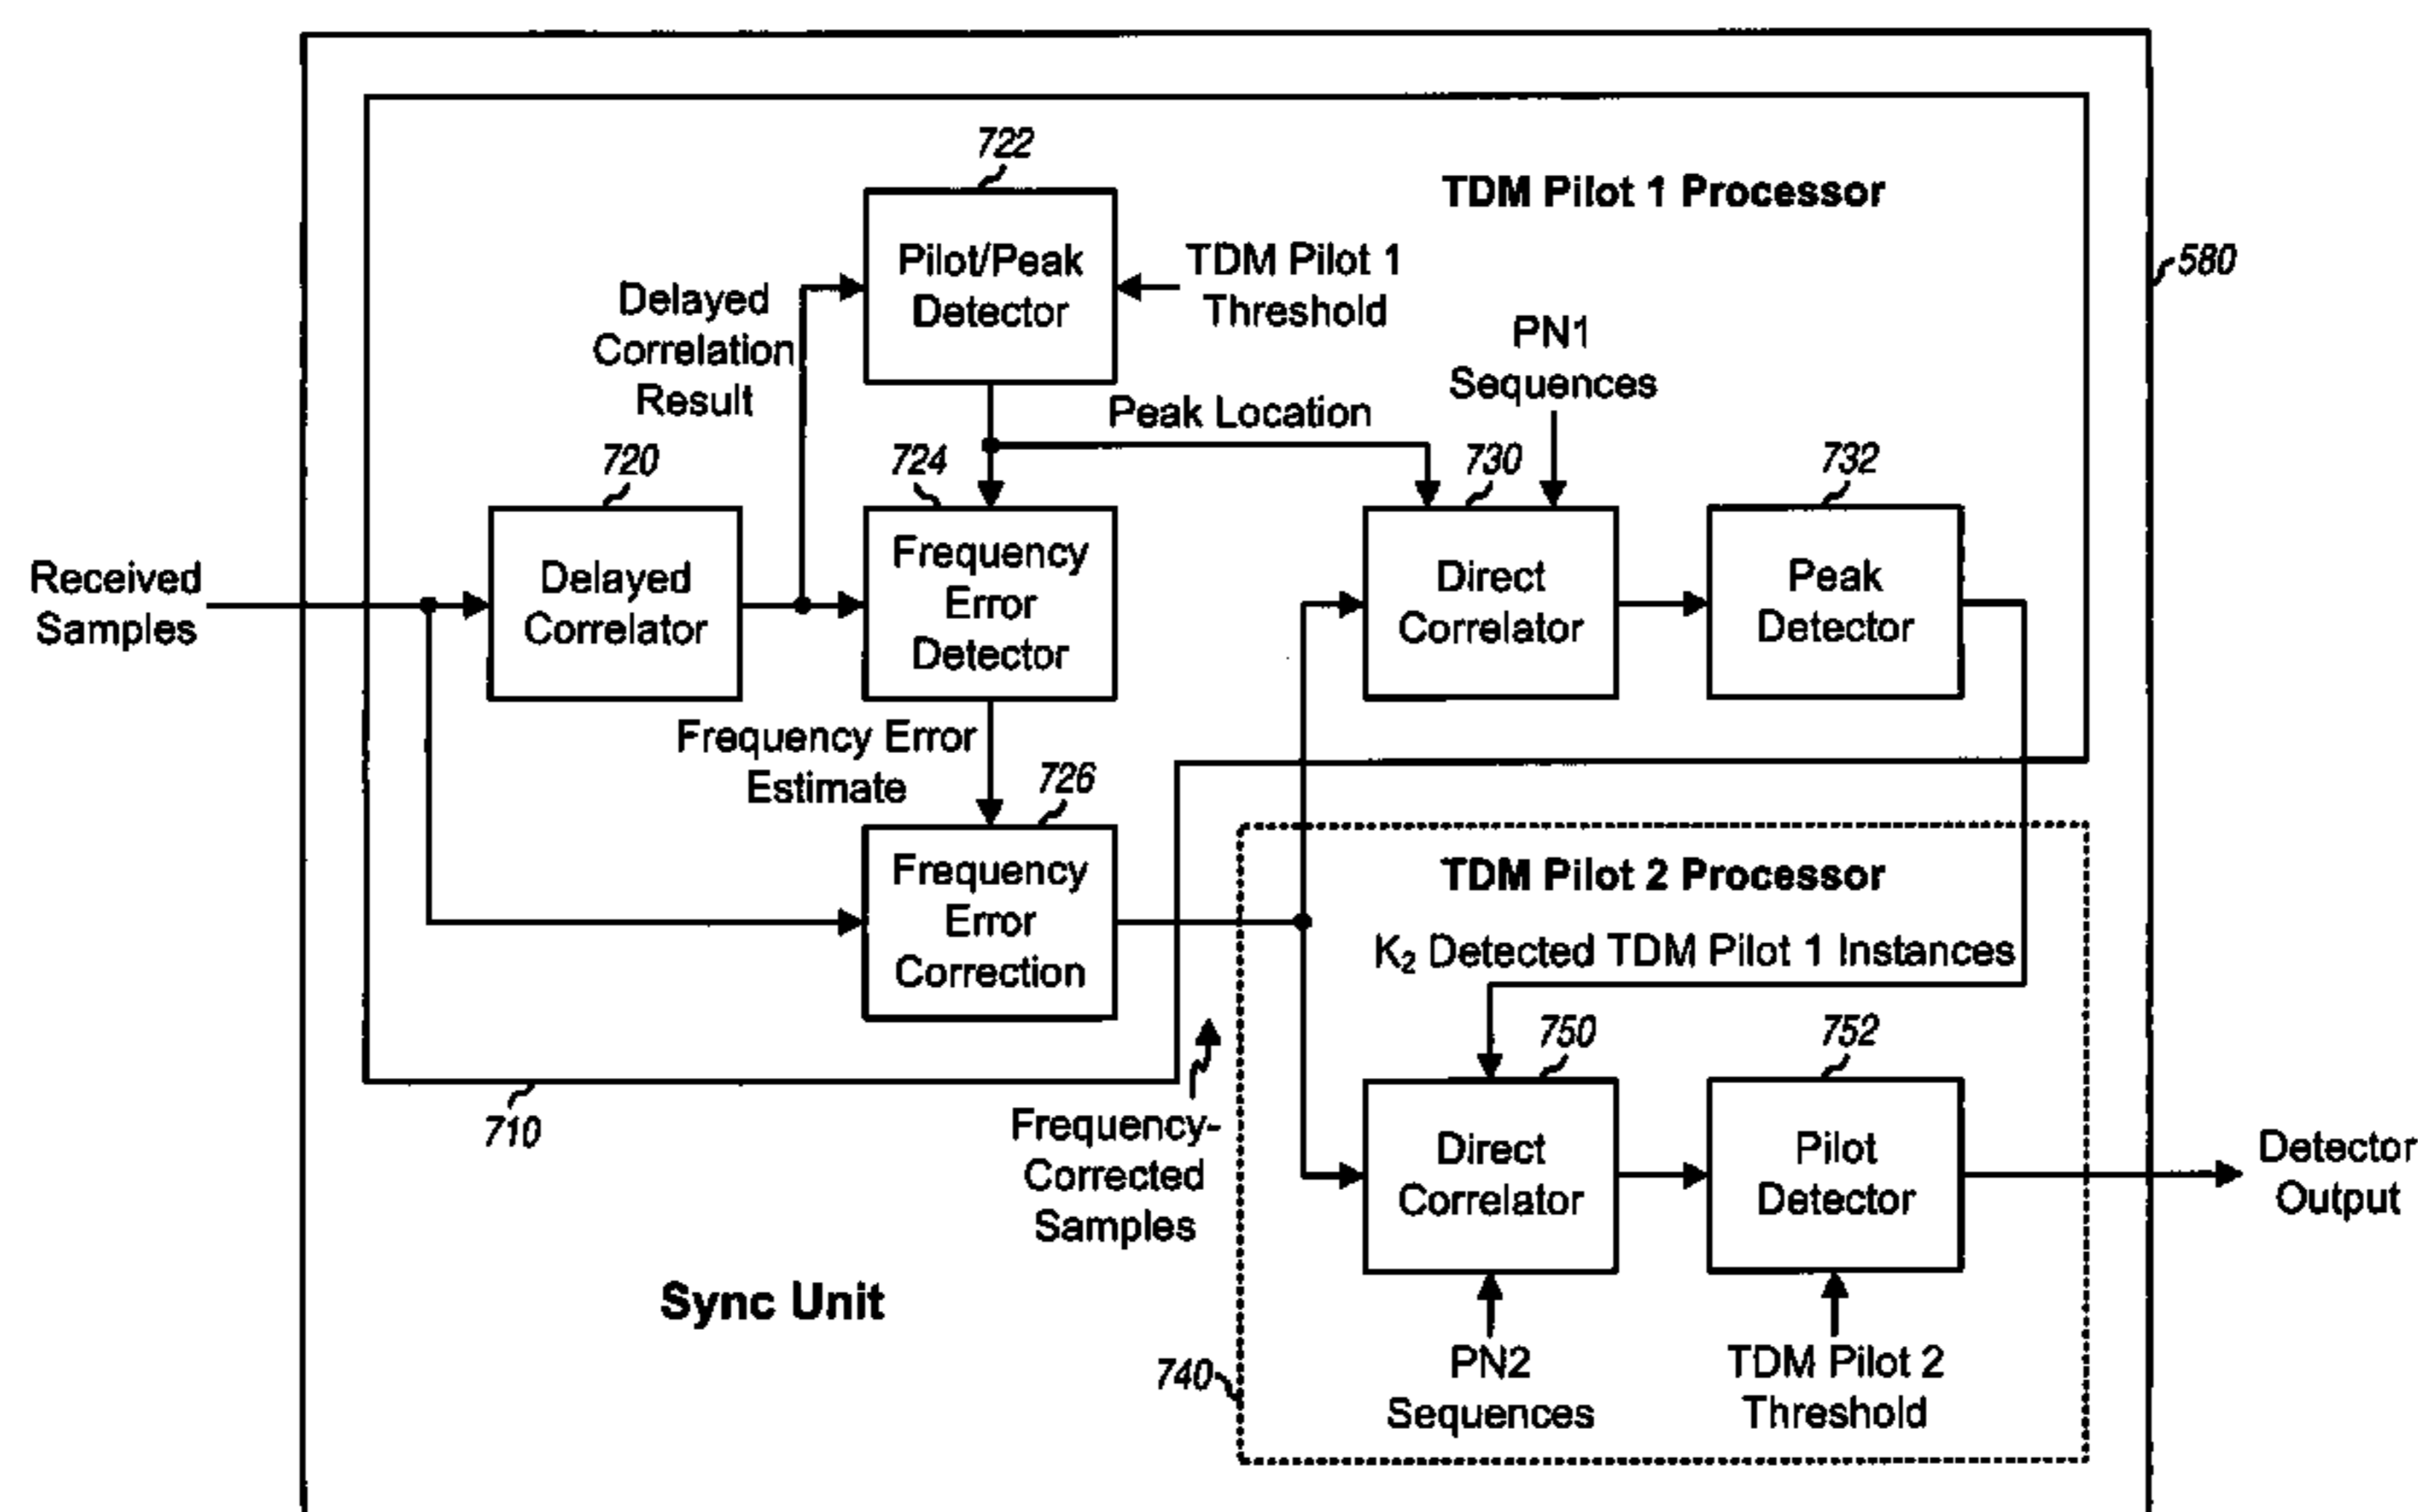 722
TDM Pilot 1 Processor
Pilot/Peak
Detector
TDM Pilot 1
Threshold
580
Delayed
Correlation
Result
PN1
Sequences
Peak Location
720
724
730
732
Received
Samples
Delayed
Correlator
Frequency
Error
Detector
Direct
Correlator
Peak
Detector
Frequency Error
Estimate
726
Frequency
Error
Correction
TDM Pilot 2 Processor
K₂ Detected TDM Pilot 1 Instances
750
752
710
Frequency-
Corrected
Samples
Direct
Correlator
Pilot
Detector
Detector
Output
Sync Unit
740
PN2
Sequences
TDM Pilot 2
Threshold